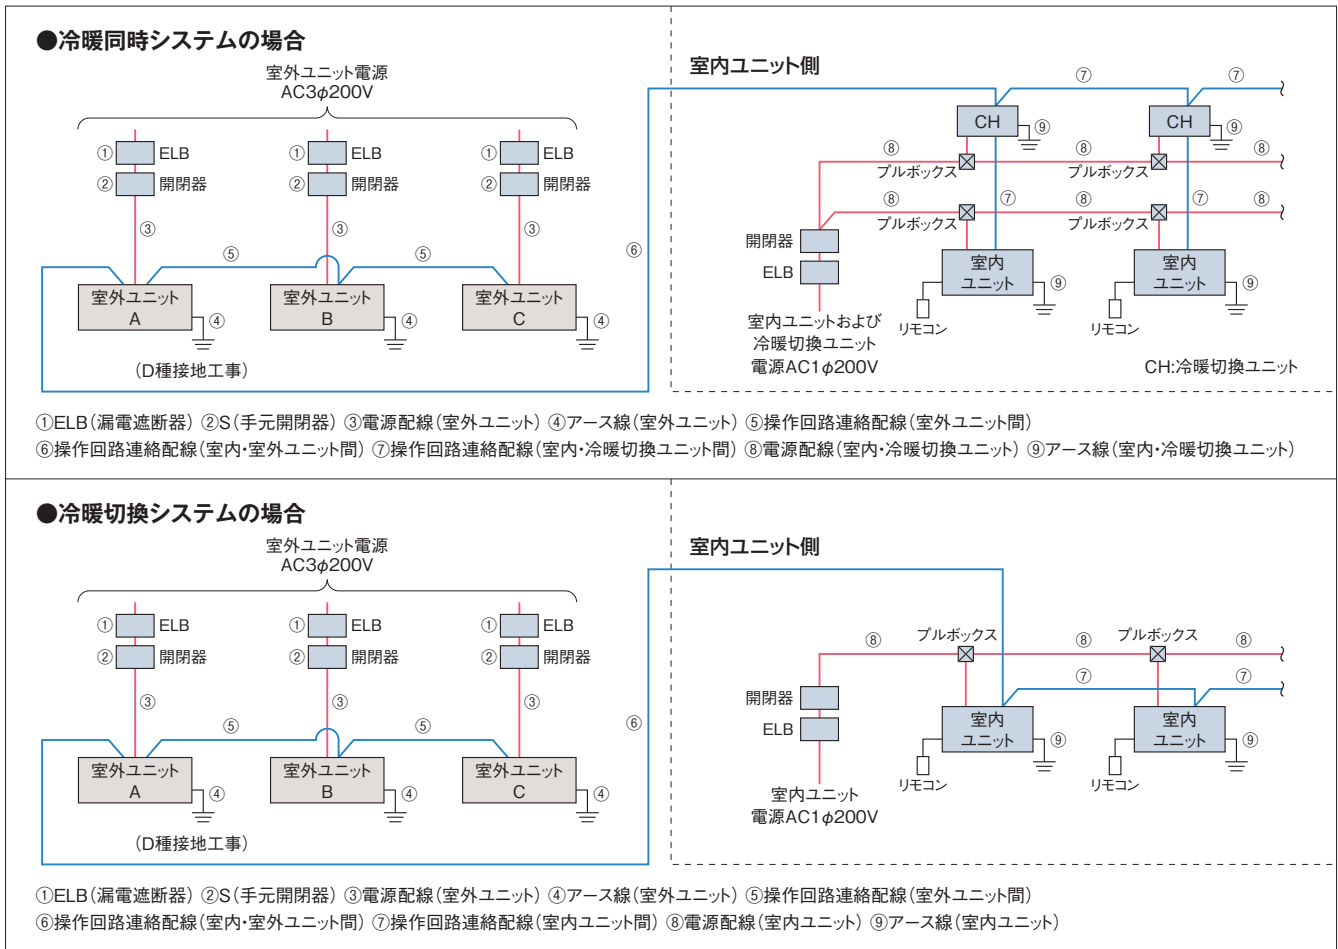 ●冷暖同時システムの場合
室外ユニット電源
AC3φ200V
① ELB ① ELB ① ELB
② 開閉器 ② 開閉器 ② 開閉器
③ ③ ③
⑤ ⑤ ⑥
室外ユニット
A
④
室外ユニット
B
④
室外ユニット
C
④
(D種接地工事)
室内ユニット側
⑦ ⑦
CH ⑨ CH ⑨
⑧ ⑧ ⑧
プルボックス プルボックス
⑧ ⑦ ⑧ ⑦ ⑧
プルボックス プルボックス
開閉器
ELB
室内
ユニット
⑨
室内
ユニット
⑨
リモコン リモコン
室内ユニットおよび
冷暖切換ユニット
電源AC1φ200V
CH:冷暖切換ユニット
①ELB(漏電遮断器) ②S(手元開閉器) ③電源配線(室外ユニット) ④アース線(室外ユニット) ⑤操作回路連絡配線(室外ユニット間)
⑥操作回路連絡配線(室内・室外ユニット間) ⑦操作回路連絡配線(室内・冷暖切換ユニット間) ⑧電源配線(室内・冷暖切換ユニット) ⑨アース線(室内・冷暖切換ユニット)
●冷暖切換システムの場合
室外ユニット電源
AC3φ200V
① ELB ① ELB ① ELB
② 開閉器 ② 開閉器 ② 開閉器
③ ③ ③
⑤ ⑤ ⑥
室外ユニット
A
④
室外ユニット
B
④
室外ユニット
C
④
(D種接地工事)
室内ユニット側
プルボックス プルボックス
⑧ ⑧ ⑧
⑦ ⑦
開閉器
ELB
室内
ユニット
⑨
室内
ユニット
⑨
リモコン リモコン
室内ユニット
電源AC1φ200V
①ELB(漏電遮断器) ②S(手元開閉器) ③電源配線(室外ユニット) ④アース線(室外ユニット) ⑤操作回路連絡配線(室外ユニット間)
⑥操作回路連絡配線(室内・室外ユニット間) ⑦操作回路連絡配線(室内ユニット間) ⑧電源配線(室内ユニット) ⑨アース線(室内ユニット)